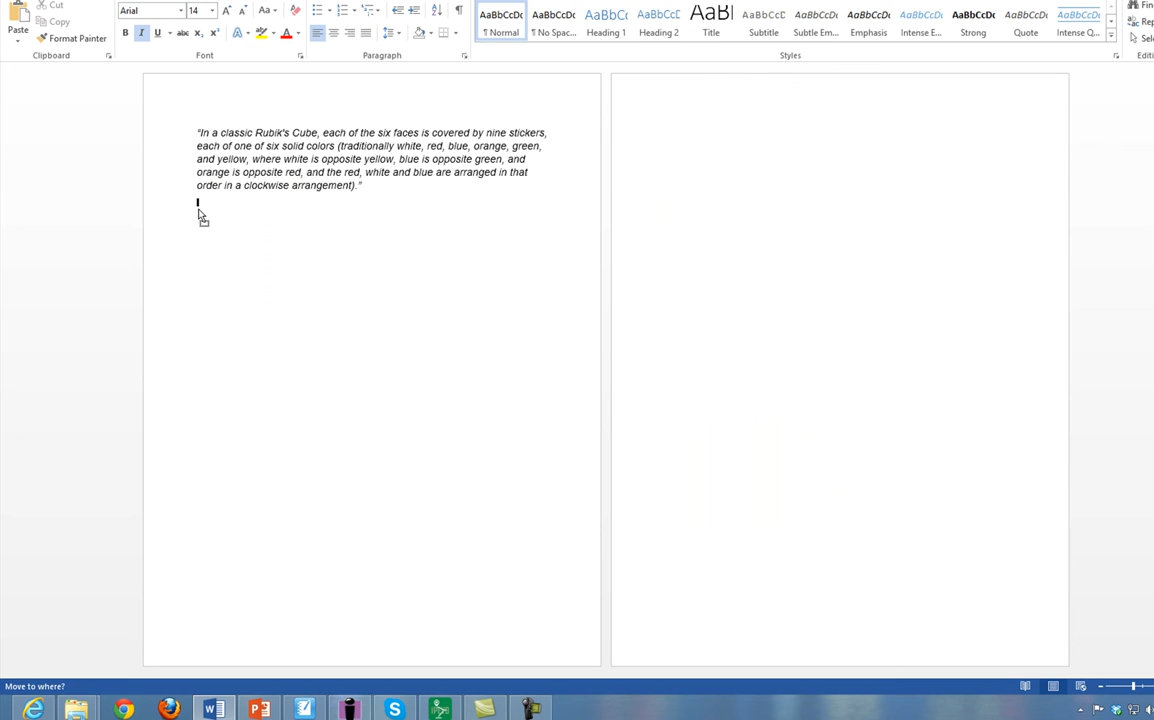 Cut
Copy
Paste
Format Painter
Clipboard
Arial
14
Aa
B I U abc x₂ x² A A
Font
Paragraph
AaBbCcDc AaBbCcDc AaBbCc AaBbCcE AaBl AaBbCcD AaBbCcDc AaBbCcDc AaBbCcDc AaBbCcDc AaBbCcDc AaBbCcDc
¶ Normal ¶ No Spac... Heading 1 Heading 2 Title Subtitle Subtle Em... Emphasis Intense E... Strong Quote Intense Q...
Styles
“In a classic Rubik's Cube, each of the six faces is covered by nine stickers,
each of one of six solid colors (traditionally white, red, blue, orange, green,
and yellow, where white is opposite yellow, blue is opposite green, and
orange is opposite red, and the red, white and blue are arranged in that
order in a clockwise arrangement).”
Move to where?